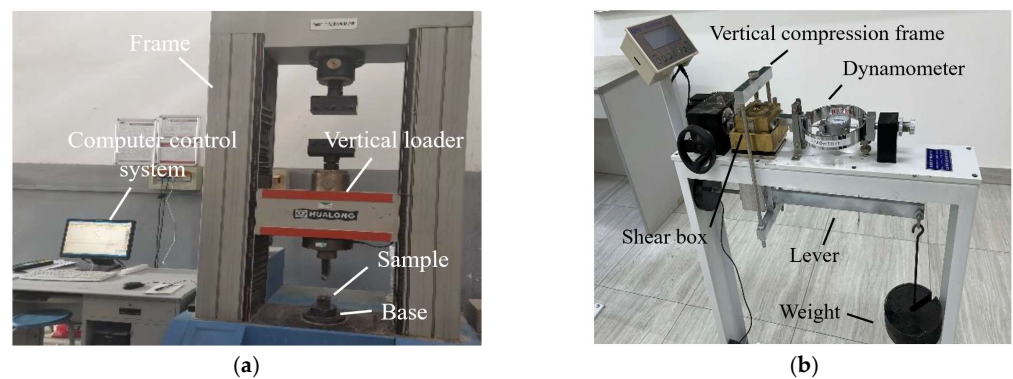 Frame
Computer control
system
Vertical loader
HUALONG
Sample
Base
(a)
Vertical compression frame
Dynamometer
Shear box
Lever
Weight
(b)